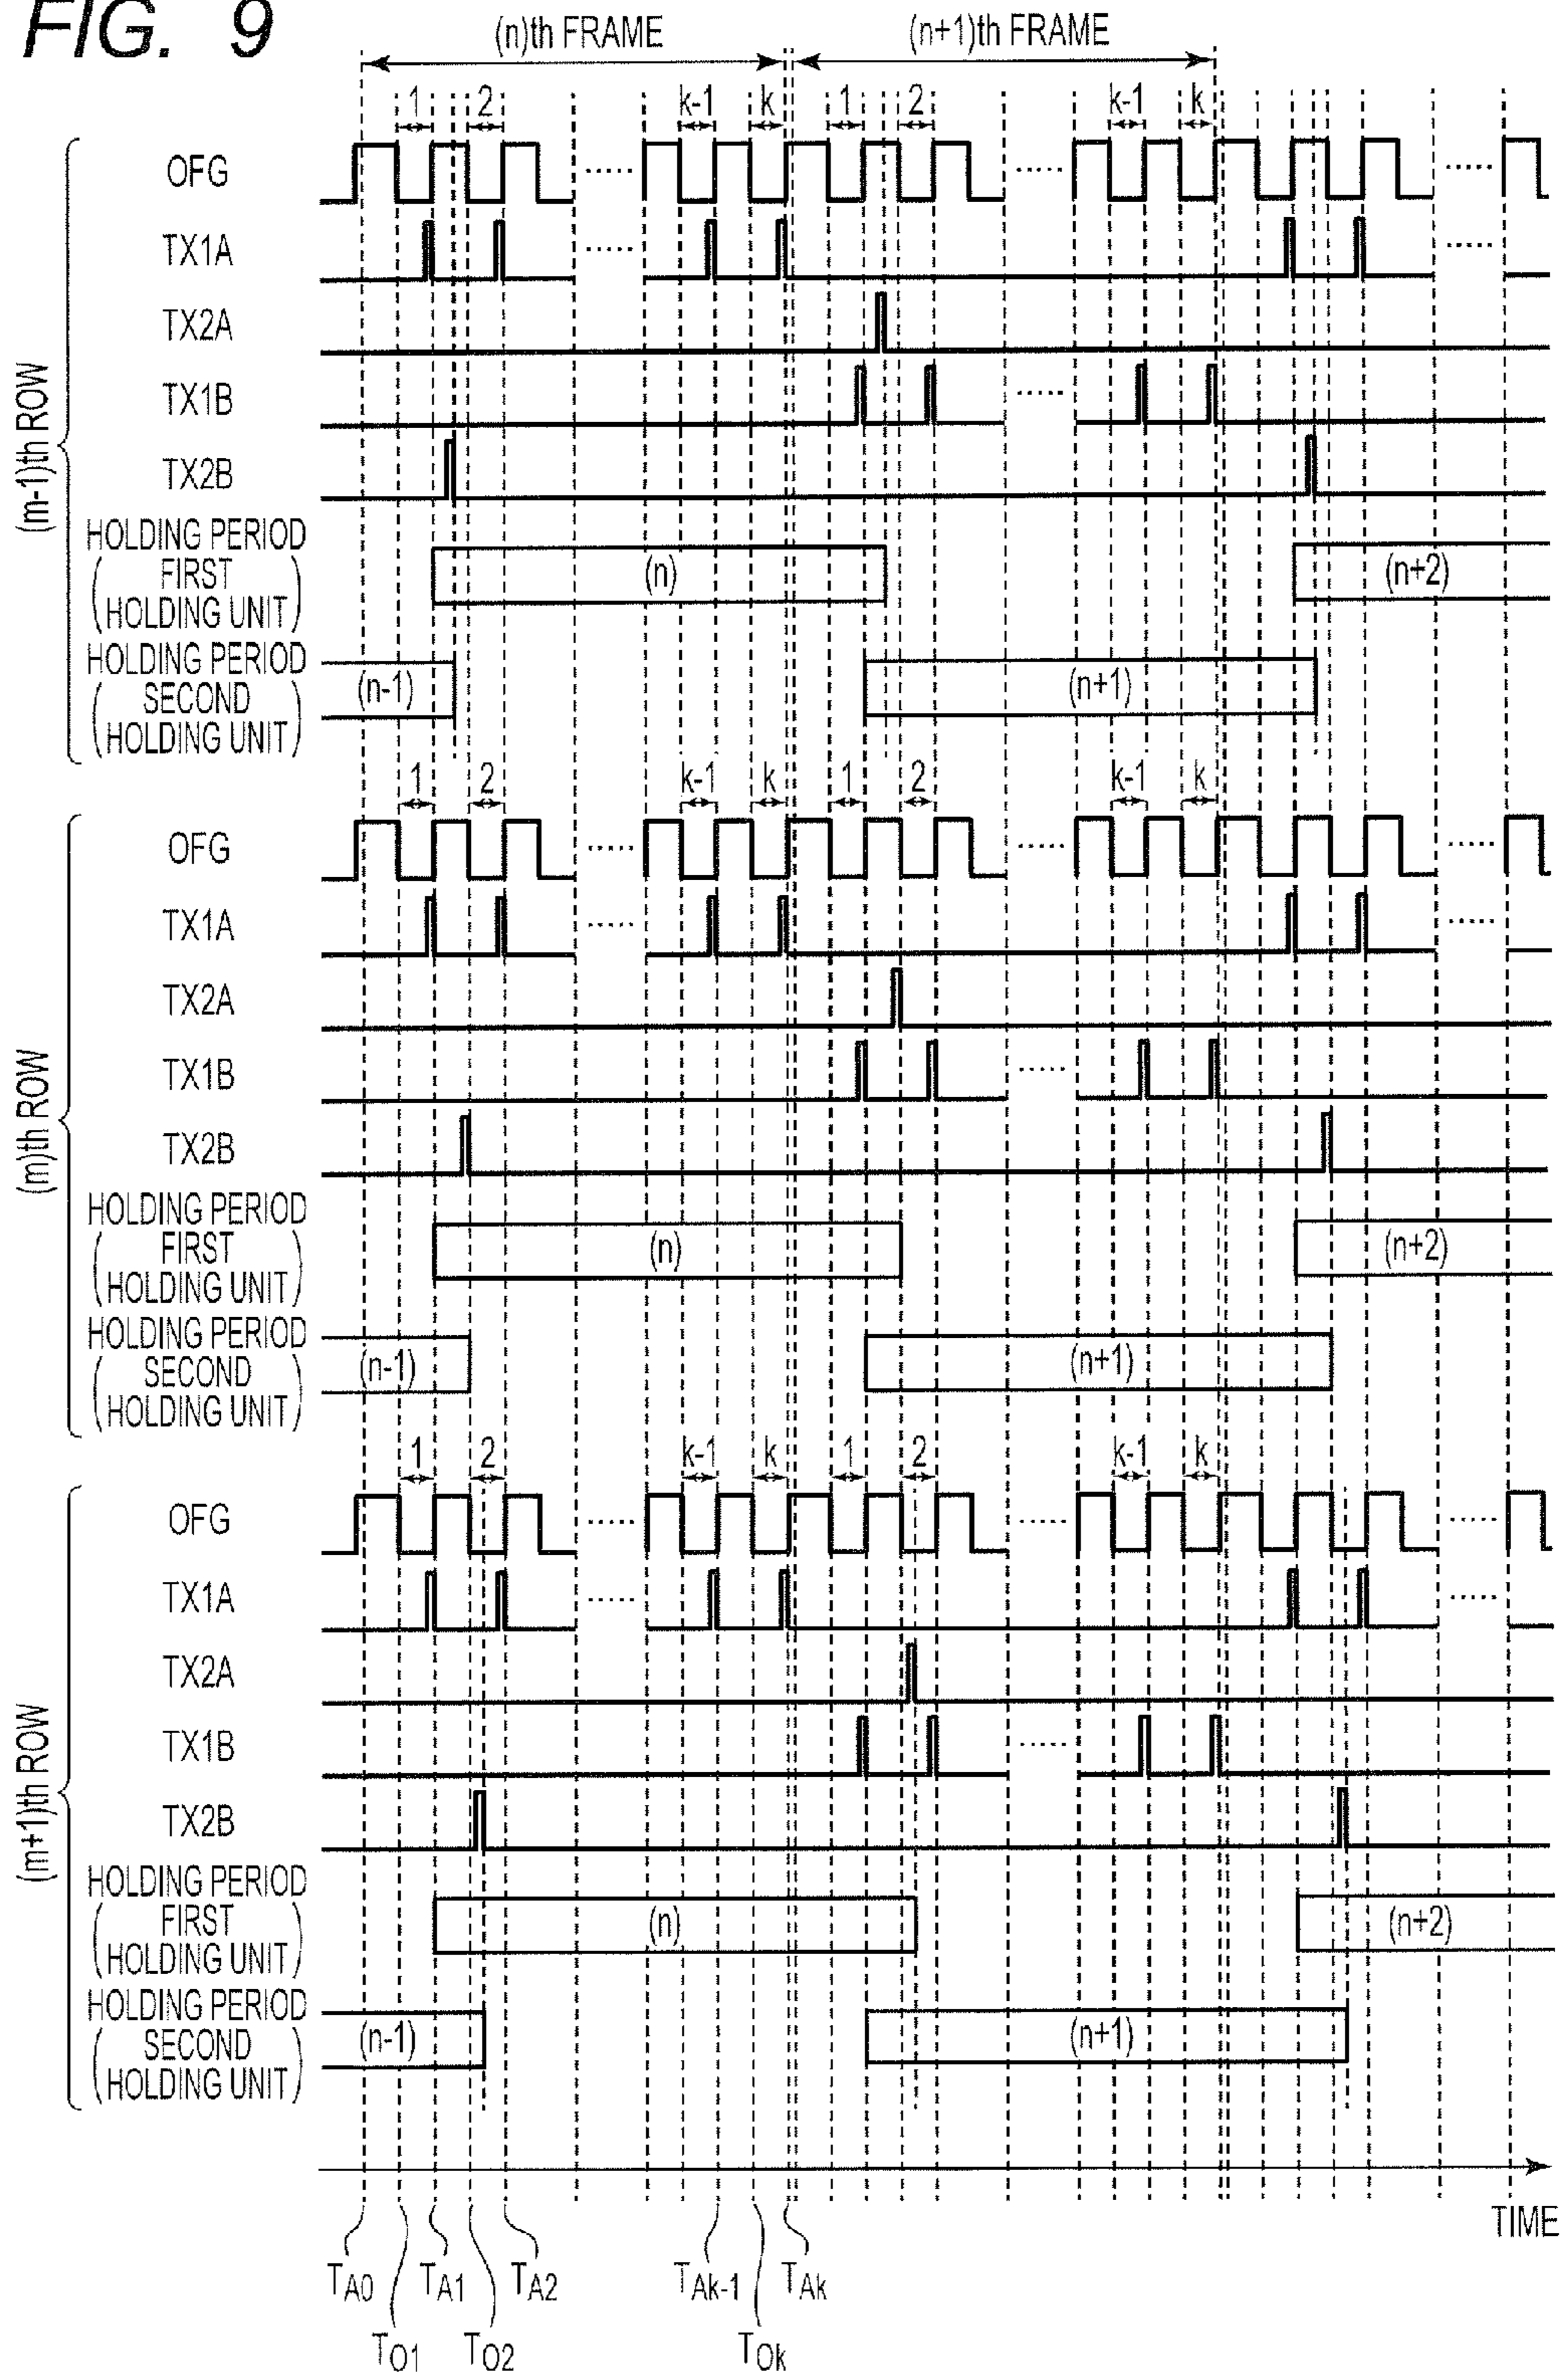 FIG. 9
(n)th FRAME (n+1)th FRAME
1 2 k-1 k 1 2 k-1 k
(m-1)th ROW
OFG ..... ..... .....
TX1A ..... .....
TX2A
TX1B .....
TX2B
HOLDING PERIOD
(FIRST
HOLDING UNIT)
(n) (n+2)
HOLDING PERIOD
(SECOND
HOLDING UNIT)
(n-1) (n+1)
1 2 k-1 k 1 2 k-1 k
(m)th ROW
OFG ..... ..... .....
TX1A ..... .....
TX2A
TX1B .....
TX2B
HOLDING PERIOD
(FIRST
HOLDING UNIT)
(n) (n+2)
HOLDING PERIOD
(SECOND
HOLDING UNIT)
(n-1) (n+1)
1 2 k-1 k 1 2 k-1 k
(m+1)th ROW
OFG ..... ..... .....
TX1A ..... .....
TX2A
TX1B .....
TX2B
HOLDING PERIOD
(FIRST
HOLDING UNIT)
(n) (n+2)
HOLDING PERIOD
(SECOND
HOLDING UNIT)
(n-1) (n+1)
TIME
TA0 TA1 TA2 TAk-1 TAk
TO1 TO2 TOk